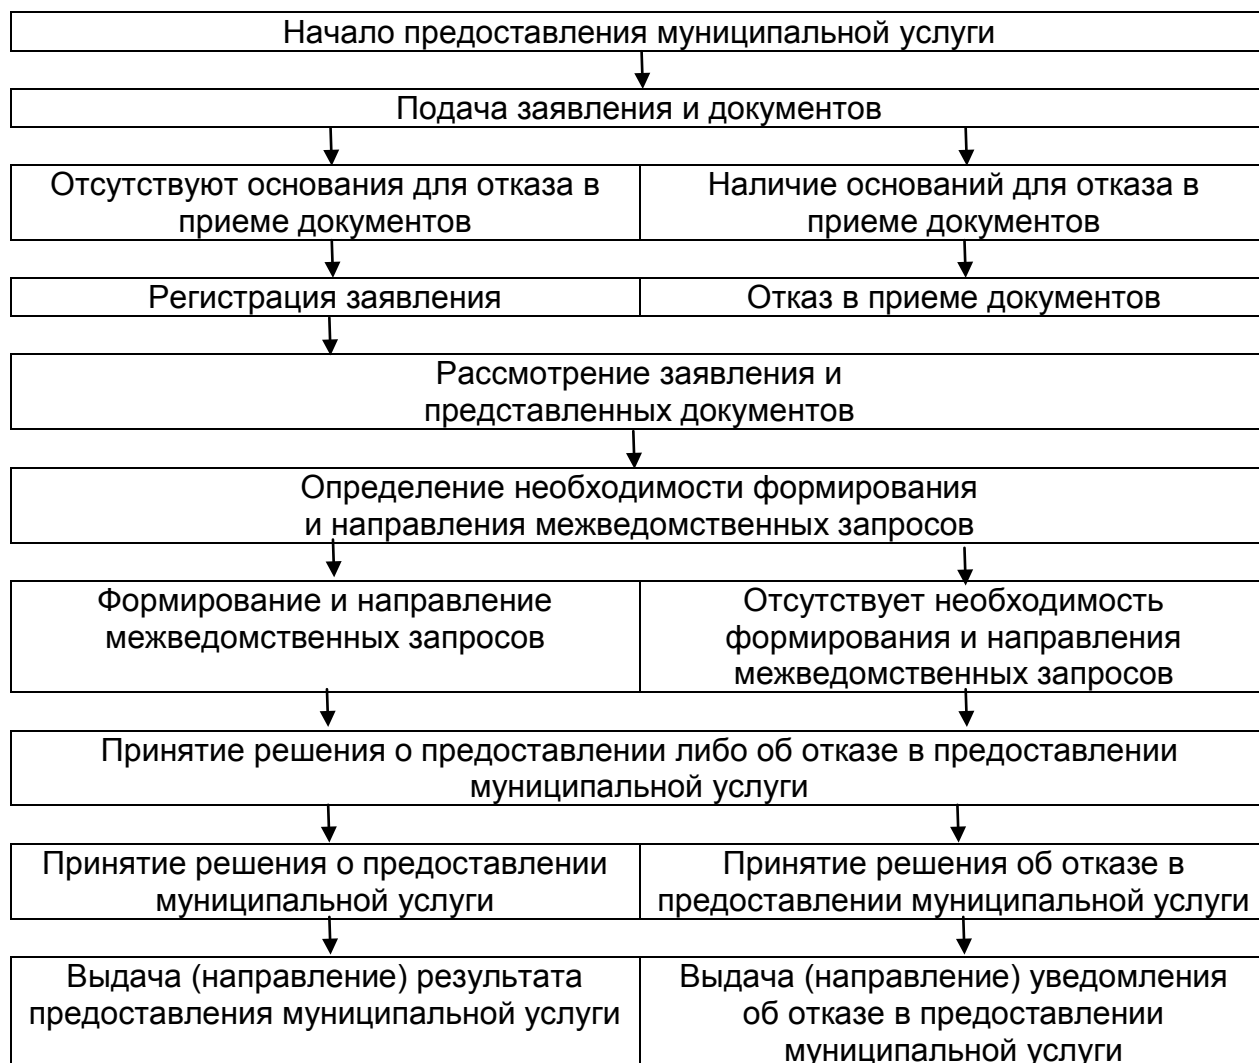 Начало предоставления муниципальной услуги
Подача заявления и документов
Отсутствуют основания для отказа в
приеме документов
Наличие оснований для отказа в
приеме документов
Регистрация заявления
Отказ в приеме документов
Рассмотрение заявления и
представленных документов
Определение необходимости формирования
и направления межведомственных запросов
Формирование и направление
межведомственных запросов
Отсутствует необходимость
формирования и направления
межведомственных запросов
Принятие решения о предоставлении либо об отказе в предоставлении
муниципальной услуги
Принятие решения о предоставлении
муниципальной услуги
Принятие решения об отказе в
предоставлении муниципальной услуги
Выдача (направление) результата
предоставления муниципальной услуги
Выдача (направление) уведомления
об отказе в предоставлении
муниципальной услуги